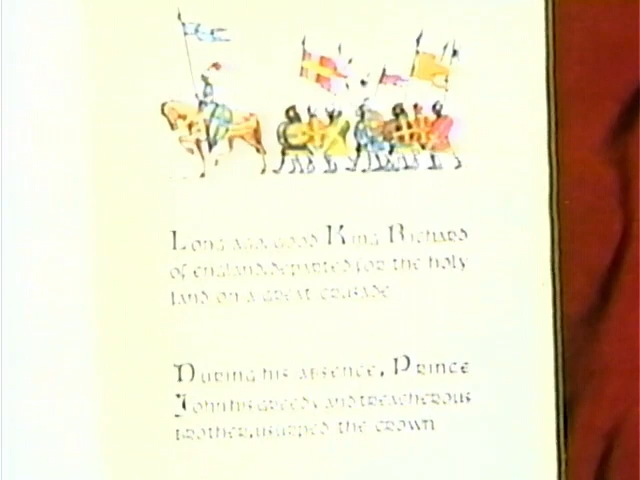 Long ago, good King Richard
of england, departed for the holy
land on a great crusade
During his absence, Prince
John his greedy and treacherous
brother, usurped the crown